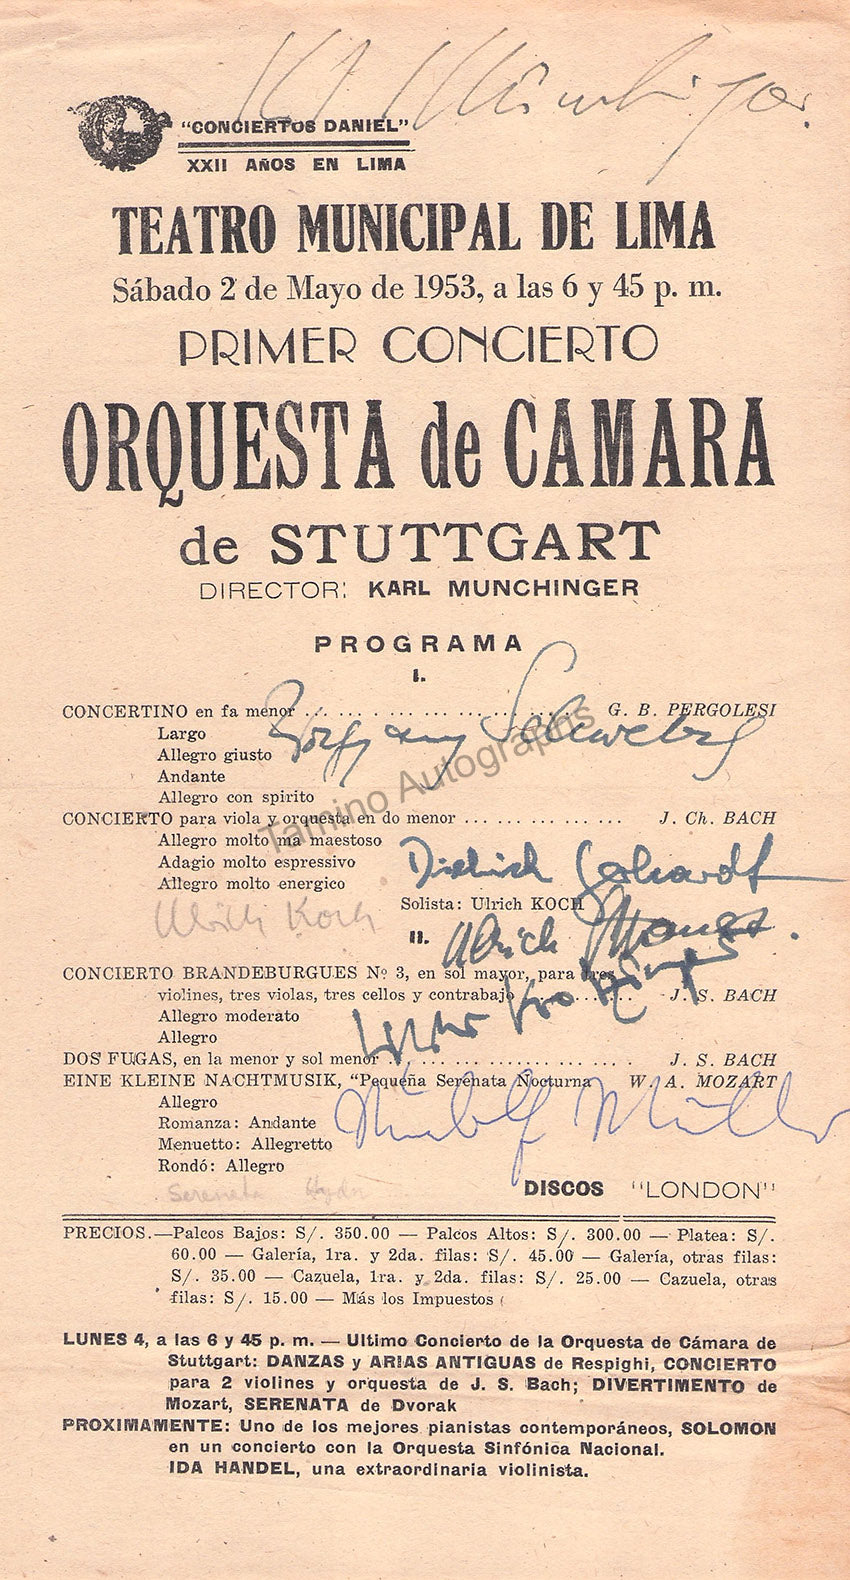 "CONCIERTOS DANIEL"
XXII AÑOS EN LIMA
TEATRO MUNICIPAL DE LIMA
Sábado 2 de Mayo de 1953, a las 6 y 45 p. m.
PRIMER CONCIERTO
ORQUESTA de CAMARA
de STUTTGART
DIRECTOR: KARL MUNCHINGER
PROGRAMA
I.
CONCERTINO en fa menor .............................. G. B. PERGOLESI
Largo
Allegro giusto
Andante
Allegro con spirito
Tamino Autographs
CONCIERTO para viola y orquesta en do menor ... ... ... ... ... ... J. Ch. BACH
Allegro molto ma maestoso
Adagio molto espressivo
Allegro molto energico
Dietrich Gerhardt
Solista: Ulrich KOCH
Ulrich Koch
II. Ulrich
CONCIERTO BRANDEBURGUES Nº 3, en sol mayor, para tres
violines, tres violas, tres cellos y contrabajo ............ J. S. BACH
Allegro moderato
Allegro
DOS FUGAS, en la menor y sol menor ... ... ... ... ... ... ... ... J. S. BACH
EINE KLEINE NACHTMUSIK, "Pequeña Serenata Nocturna W. A. MOZART
Allegro
Romanza: Andante
Menuetto: Allegretto
Rondó: Allegro
Rudolf Müller
Serenata Haydn
DISCOS "LONDON"
PRECIOS.—Palcos Bajos: S/. 350.00 — Palcos Altos: S/. 300.00 — Platea: S/.
60.00 — Galería, 1ra. y 2da. filas: S/. 45.00 — Galería, otras filas:
S/. 35.00 — Cazuela, 1ra. y 2da. filas: S/. 25.00 — Cazuela, otras
filas: S/. 15.00 — Más los Impuestos
LUNES 4, a las 6 y 45 p. m. — Ultimo Concierto de la Orquesta de Cámara de
Stuttgart: DANZAS y ARIAS ANTIGUAS de Respighi, CONCIERTO
para 2 violines y orquesta de J. S. Bach; DIVERTIMENTO de
Mozart, SERENATA de Dvorak
PROXIMAMENTE: Uno de los mejores pianistas contemporáneos, SOLOMON
en un concierto con la Orquesta Sinfónica Nacional.
IDA HANDEL, una extraordinaria violinista.